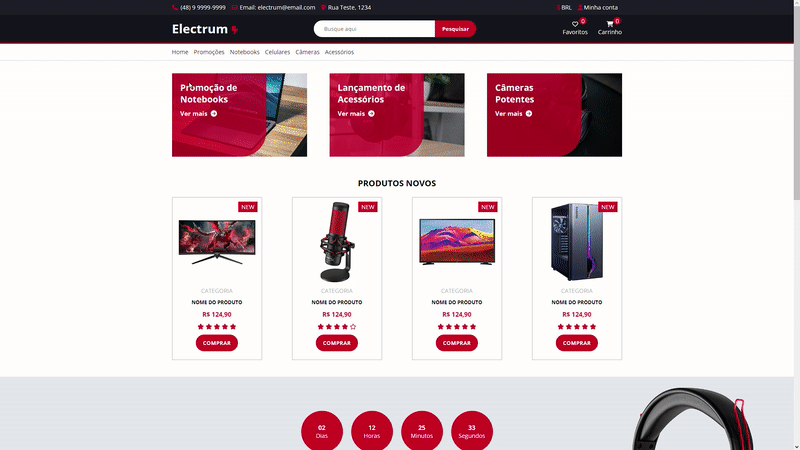 (48) 9 9999-9999 Email: electrum@email.com Rua Teste, 1234 BRL Minha conta
Electrum Busque aqui Pesquisar 0 0
Favoritos Carrinho
Home Promoções Notebooks Celulares Câmeras Acessórios
Promoção de
Notebooks
Ver mais
Lançamento de
Acessórios
Ver mais
Câmeras
Potentes
Ver mais
PRODUTOS NOVOS
NEW
CATEGORIA
NOME DO PRODUTO
R$ 124,90
COMPRAR
NEW
CATEGORIA
NOME DO PRODUTO
R$ 124,90
COMPRAR
NEW
CATEGORIA
NOME DO PRODUTO
R$ 124,90
COMPRAR
NEW
CATEGORIA
NOME DO PRODUTO
R$ 124,90
COMPRAR
02 12 25 33
Dias Horas Minutos Segundos